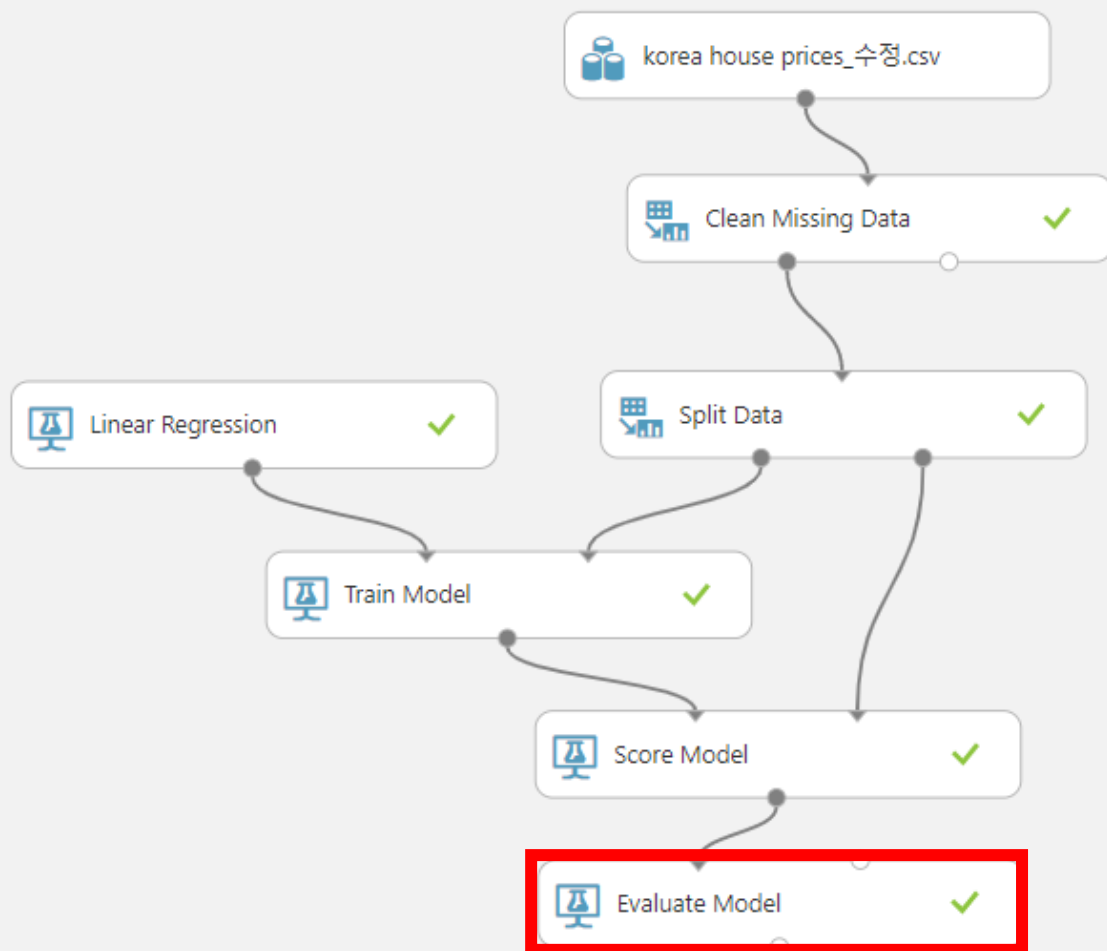 korea house prices_수정.csv
Clean Missing Data
Linear Regression
Split Data
Train Model
Score Model
Evaluate Model